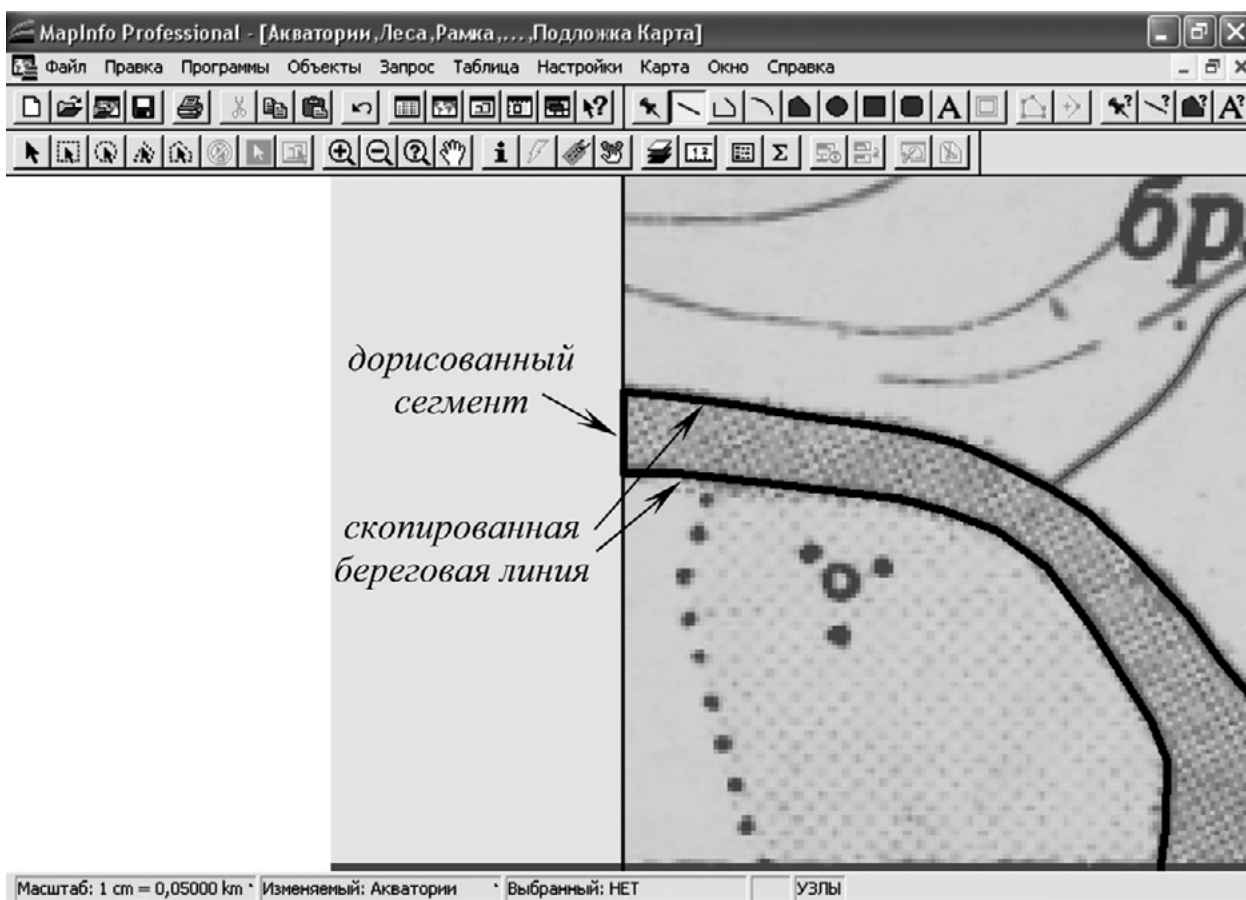 MapInfo Professional - [Акватории,Леса,Рамка,...,Подложка Карта]
Файл Правка Программы Объекты Запрос Таблица Настройки Карта Окно Справка
бр
дорисованный
сегмент
скопированная
береговая линия
Масштаб: 1 cm = 0,05000 km Изменяемый: Акватории Выбранный: НЕТ УЗЛЫ